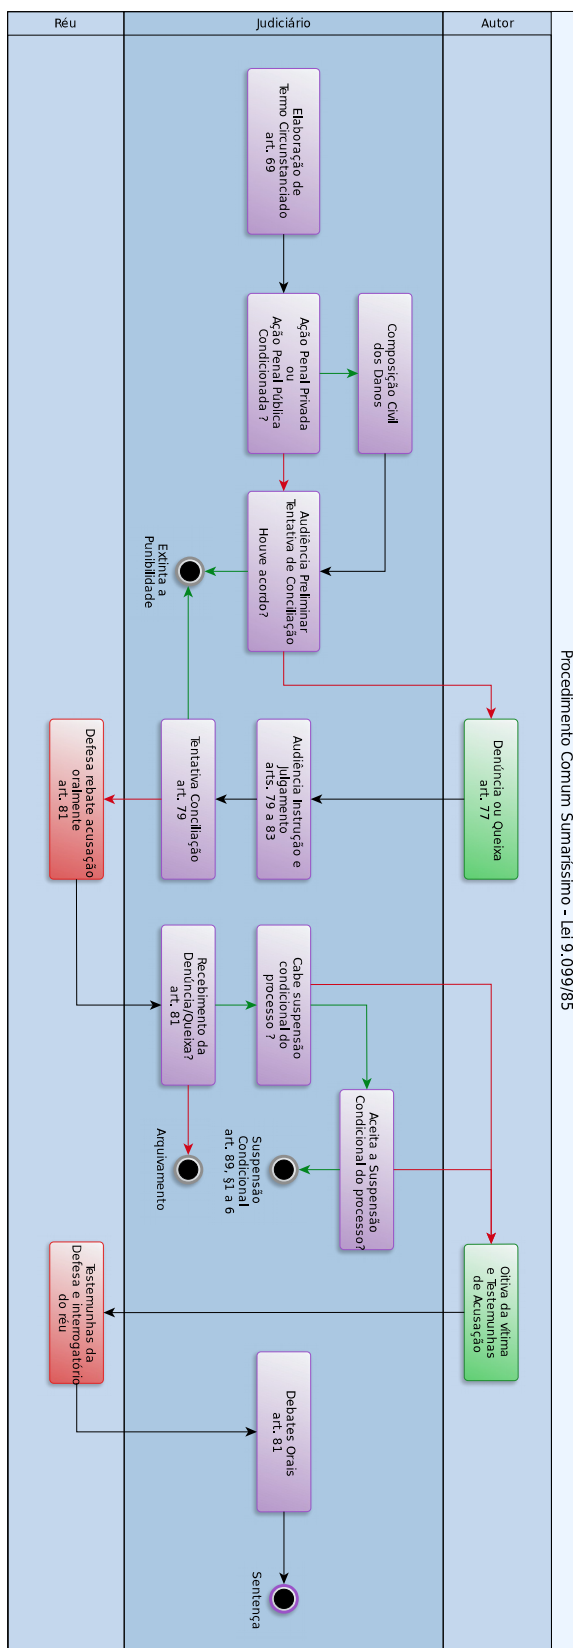 Procedimento Comum Sumaríssimo - Lei 9.099/85
Autor
Judiciário
Réu
Elaboração de
Termo Circunstanciado
art. 69
Composição Civil
dos Danos
Ação Penal Privada
ou
Ação Penal Pública
Condicionada ?
Audiência Preliminar
Tentativa de Conciliação
Houve acordo?
Extinta a
Punibilidade
Denúncia ou Queixa
art. 77
Audiência Instrução e
Julgamento
arts. 79 a 83
Tentativa Conciliação
art. 79
Defesa rebate acusação
oralmente
art. 81
Recebimento da
Denúncia/Queixa?
art. 81
Cabe suspensão
condicional do
processo ?
Aceita a Suspensão
Condicional do processo?
Suspensão
Condicional
art. 89, §1 a 6
Arquivamento
Oitiva da vítima
e Testemunhas
de Acusação
Testemunhas da
Defesa e interrogatório
do réu
Debates Orais
art. 81
Sentença